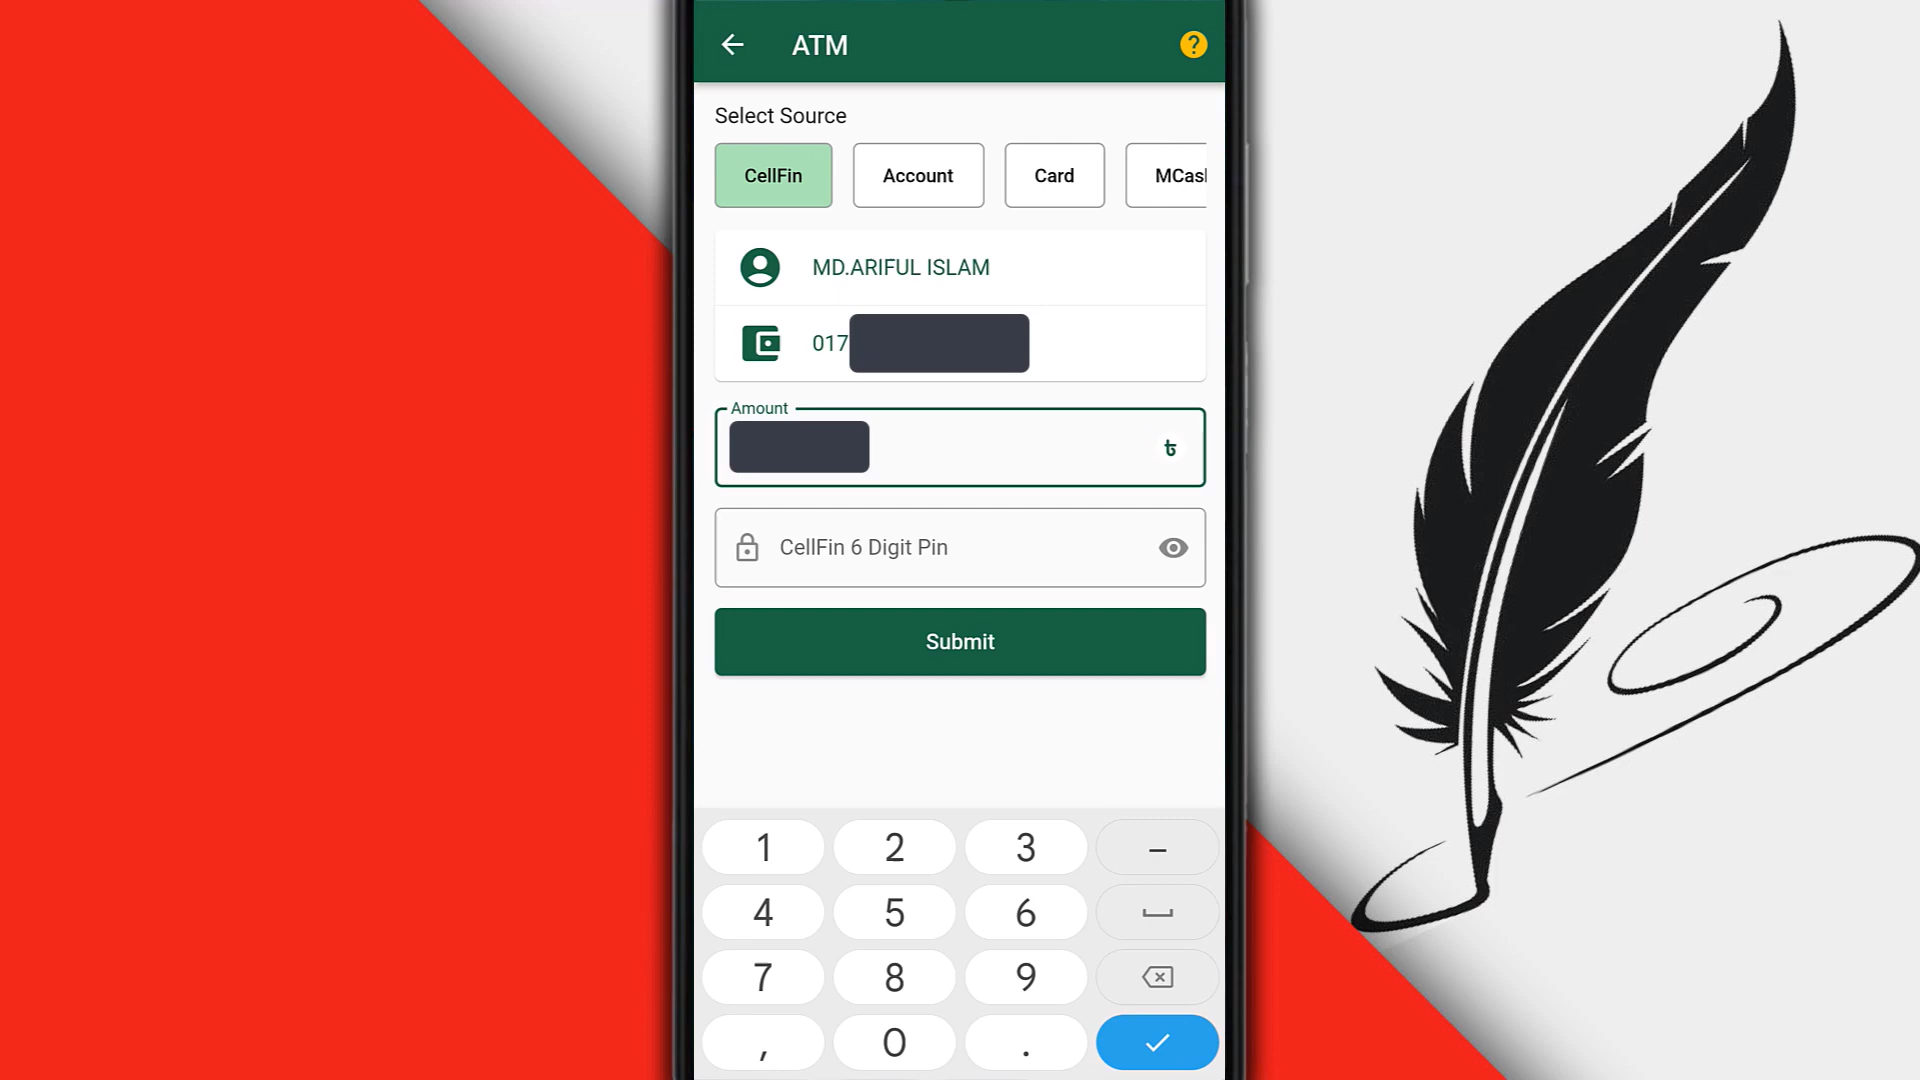 ATM
?
Select Source
CellFin Account Card MCas
MD.ARIFUL ISLAM
017
Amount
৳
CellFin 6 Digit Pin
Submit
1 2 3 –
4 5 6
7 8 9
, 0 .